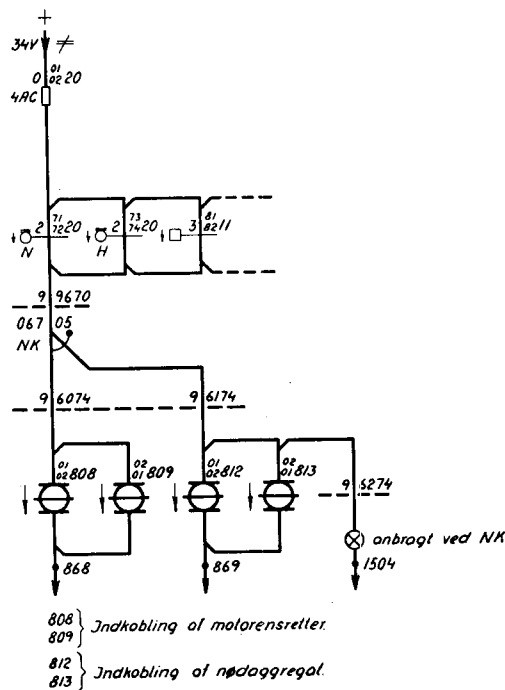 +
34V
0 01 02 20
4AC
2 71 72 20
N
2 73 74 20
H
3 81 82 11
9 9670
067 05
NK
9 6074
9 6174
01 02 808
02 01 809
01 02 812
02 01 813
9 6274
anbragt ved NK
868
869
1504
808
809 } Indkobling af motorensretter.
812
813 } Indkobling af nødaggregat.